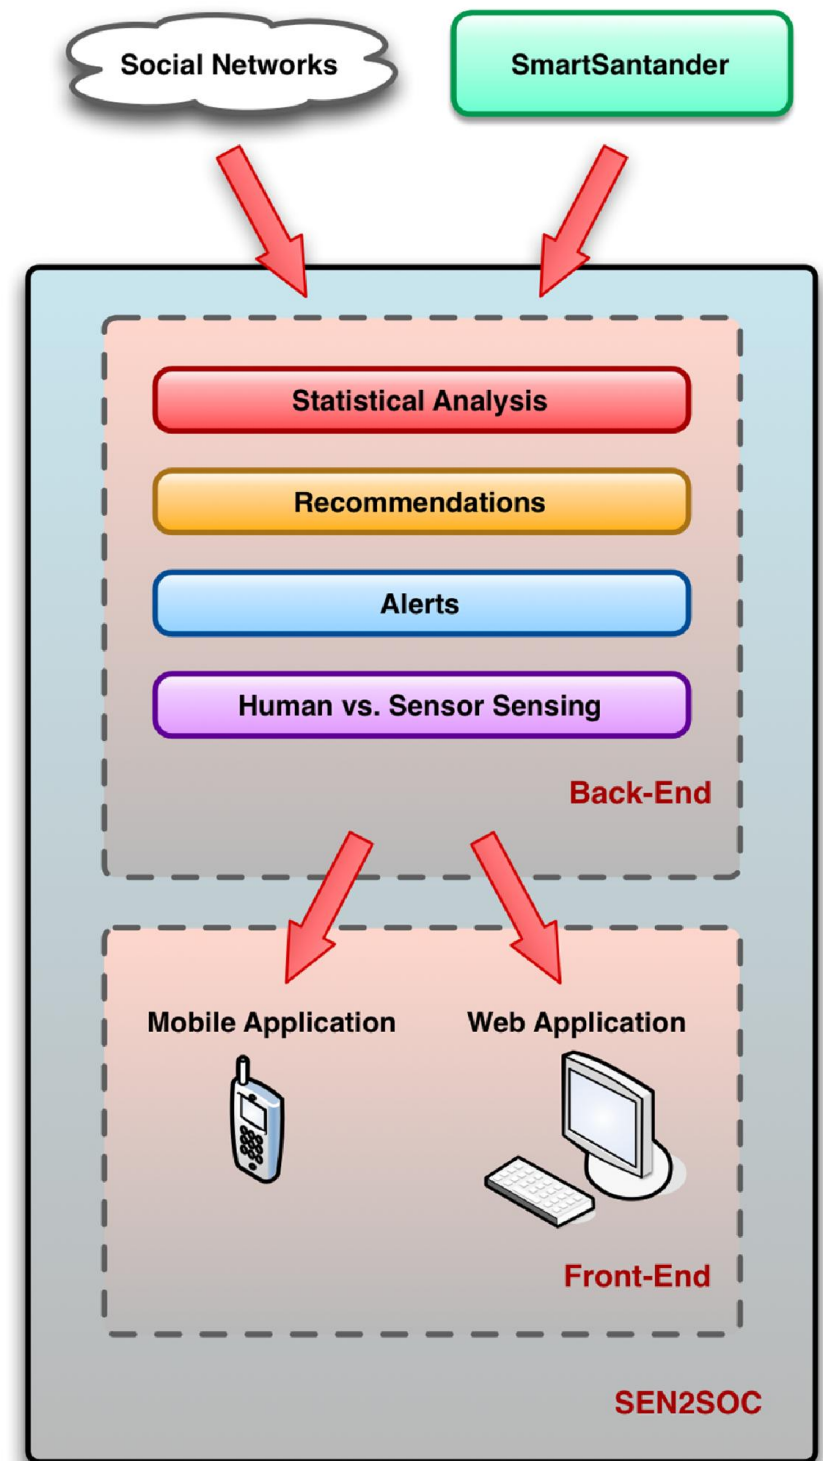 Social Networks
SmartSantander
Statistical Analysis
Recommendations
Alerts
Human vs. Sensor Sensing
Back-End
Mobile Application
Web Application
Front-End
SEN2SOC